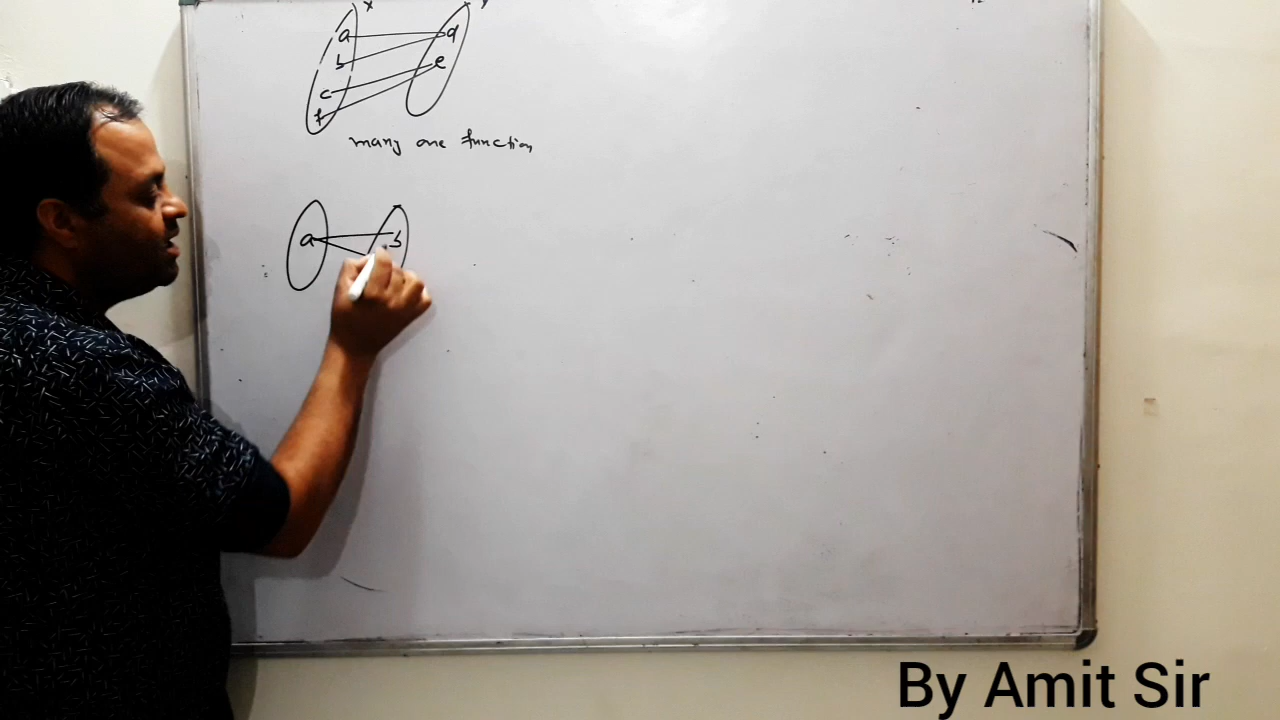 x y
a d
b e
c
f
many one function
a b
By Amit Sir